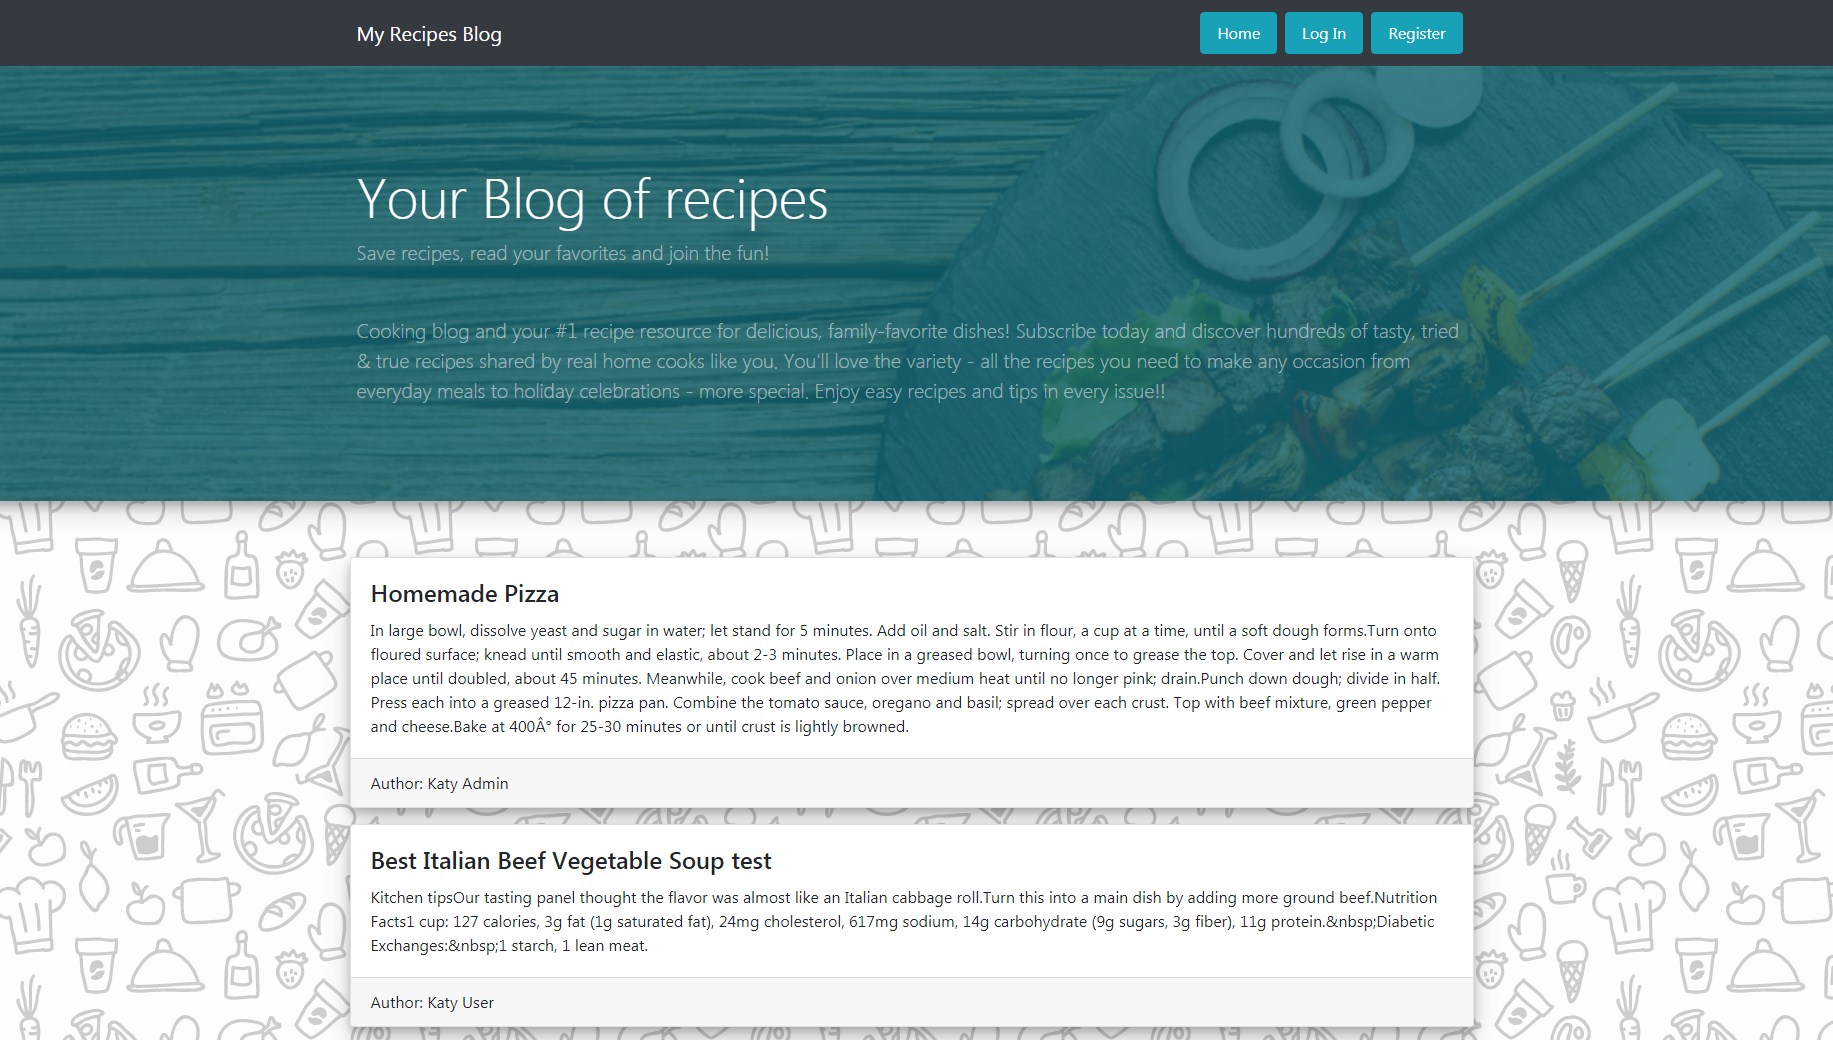 My Recipes Blog
Home
Log In
Register
Your Blog of recipes
Save recipes, read your favorites and join the fun!
Cooking blog and your #1 recipe resource for delicious, family-favorite dishes! Subscribe today and discover hundreds of tasty, tried
& true recipes shared by real home cooks like you. You'll love the variety - all the recipes you need to make any occasion from
everyday meals to holiday celebrations - more special. Enjoy easy recipes and tips in every issue!!
Homemade Pizza
In large bowl, dissolve yeast and sugar in water; let stand for 5 minutes. Add oil and salt. Stir in flour, a cup at a time, until a soft dough forms.Turn onto
floured surface; knead until smooth and elastic, about 2-3 minutes. Place in a greased bowl, turning once to grease the top. Cover and let rise in a warm
place until doubled, about 45 minutes. Meanwhile, cook beef and onion over medium heat until no longer pink; drain.Punch down dough; divide in half.
Press each into a greased 12-in. pizza pan. Combine the tomato sauce, oregano and basil; spread over each crust. Top with beef mixture, green pepper
and cheese.Bake at 400Â° for 25-30 minutes or until crust is lightly browned.
Author: Katy Admin
Best Italian Beef Vegetable Soup test
Kitchen tipsOur tasting panel thought the flavor was almost like an Italian cabbage roll.Turn this into a main dish by adding more ground beef.Nutrition
Facts1 cup: 127 calories, 3g fat (1g saturated fat), 24mg cholesterol, 617mg sodium, 14g carbohydrate (9g sugars, 3g fiber), 11g protein.&nbsp;Diabetic
Exchanges:&nbsp;1 starch, 1 lean meat.
Author: Katy User